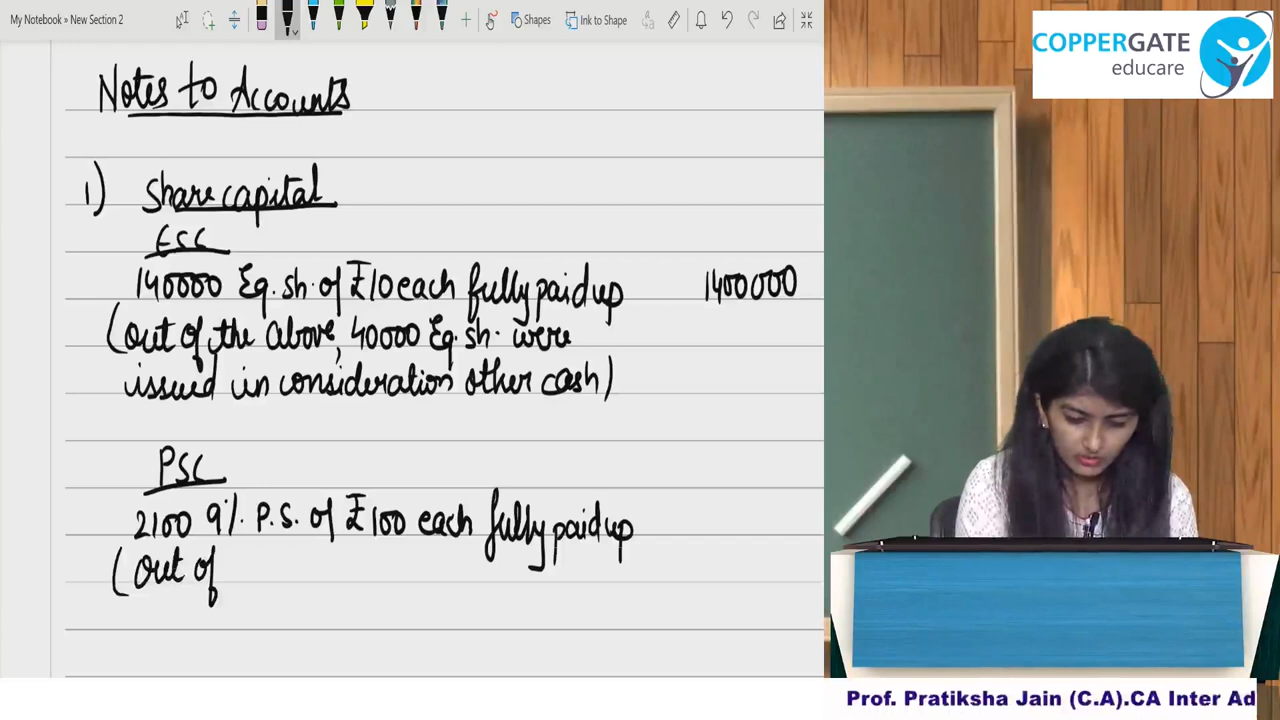 My Notebook » New Section 2
Shapes
Ink to Shape
COPPERGATE
educare
Notes to Accounts
1) Share capital
ESC
140000 Eq. sh. of ₹10 each fully paid up 1400000
(out of the above, 40000 Eq. sh. were
issued in consideration other cash)
PSC
2100 9% P.S. of ₹100 each fully paid up
(out of
Prof. Pratiksha Jain (C.A).CA Inter Ad